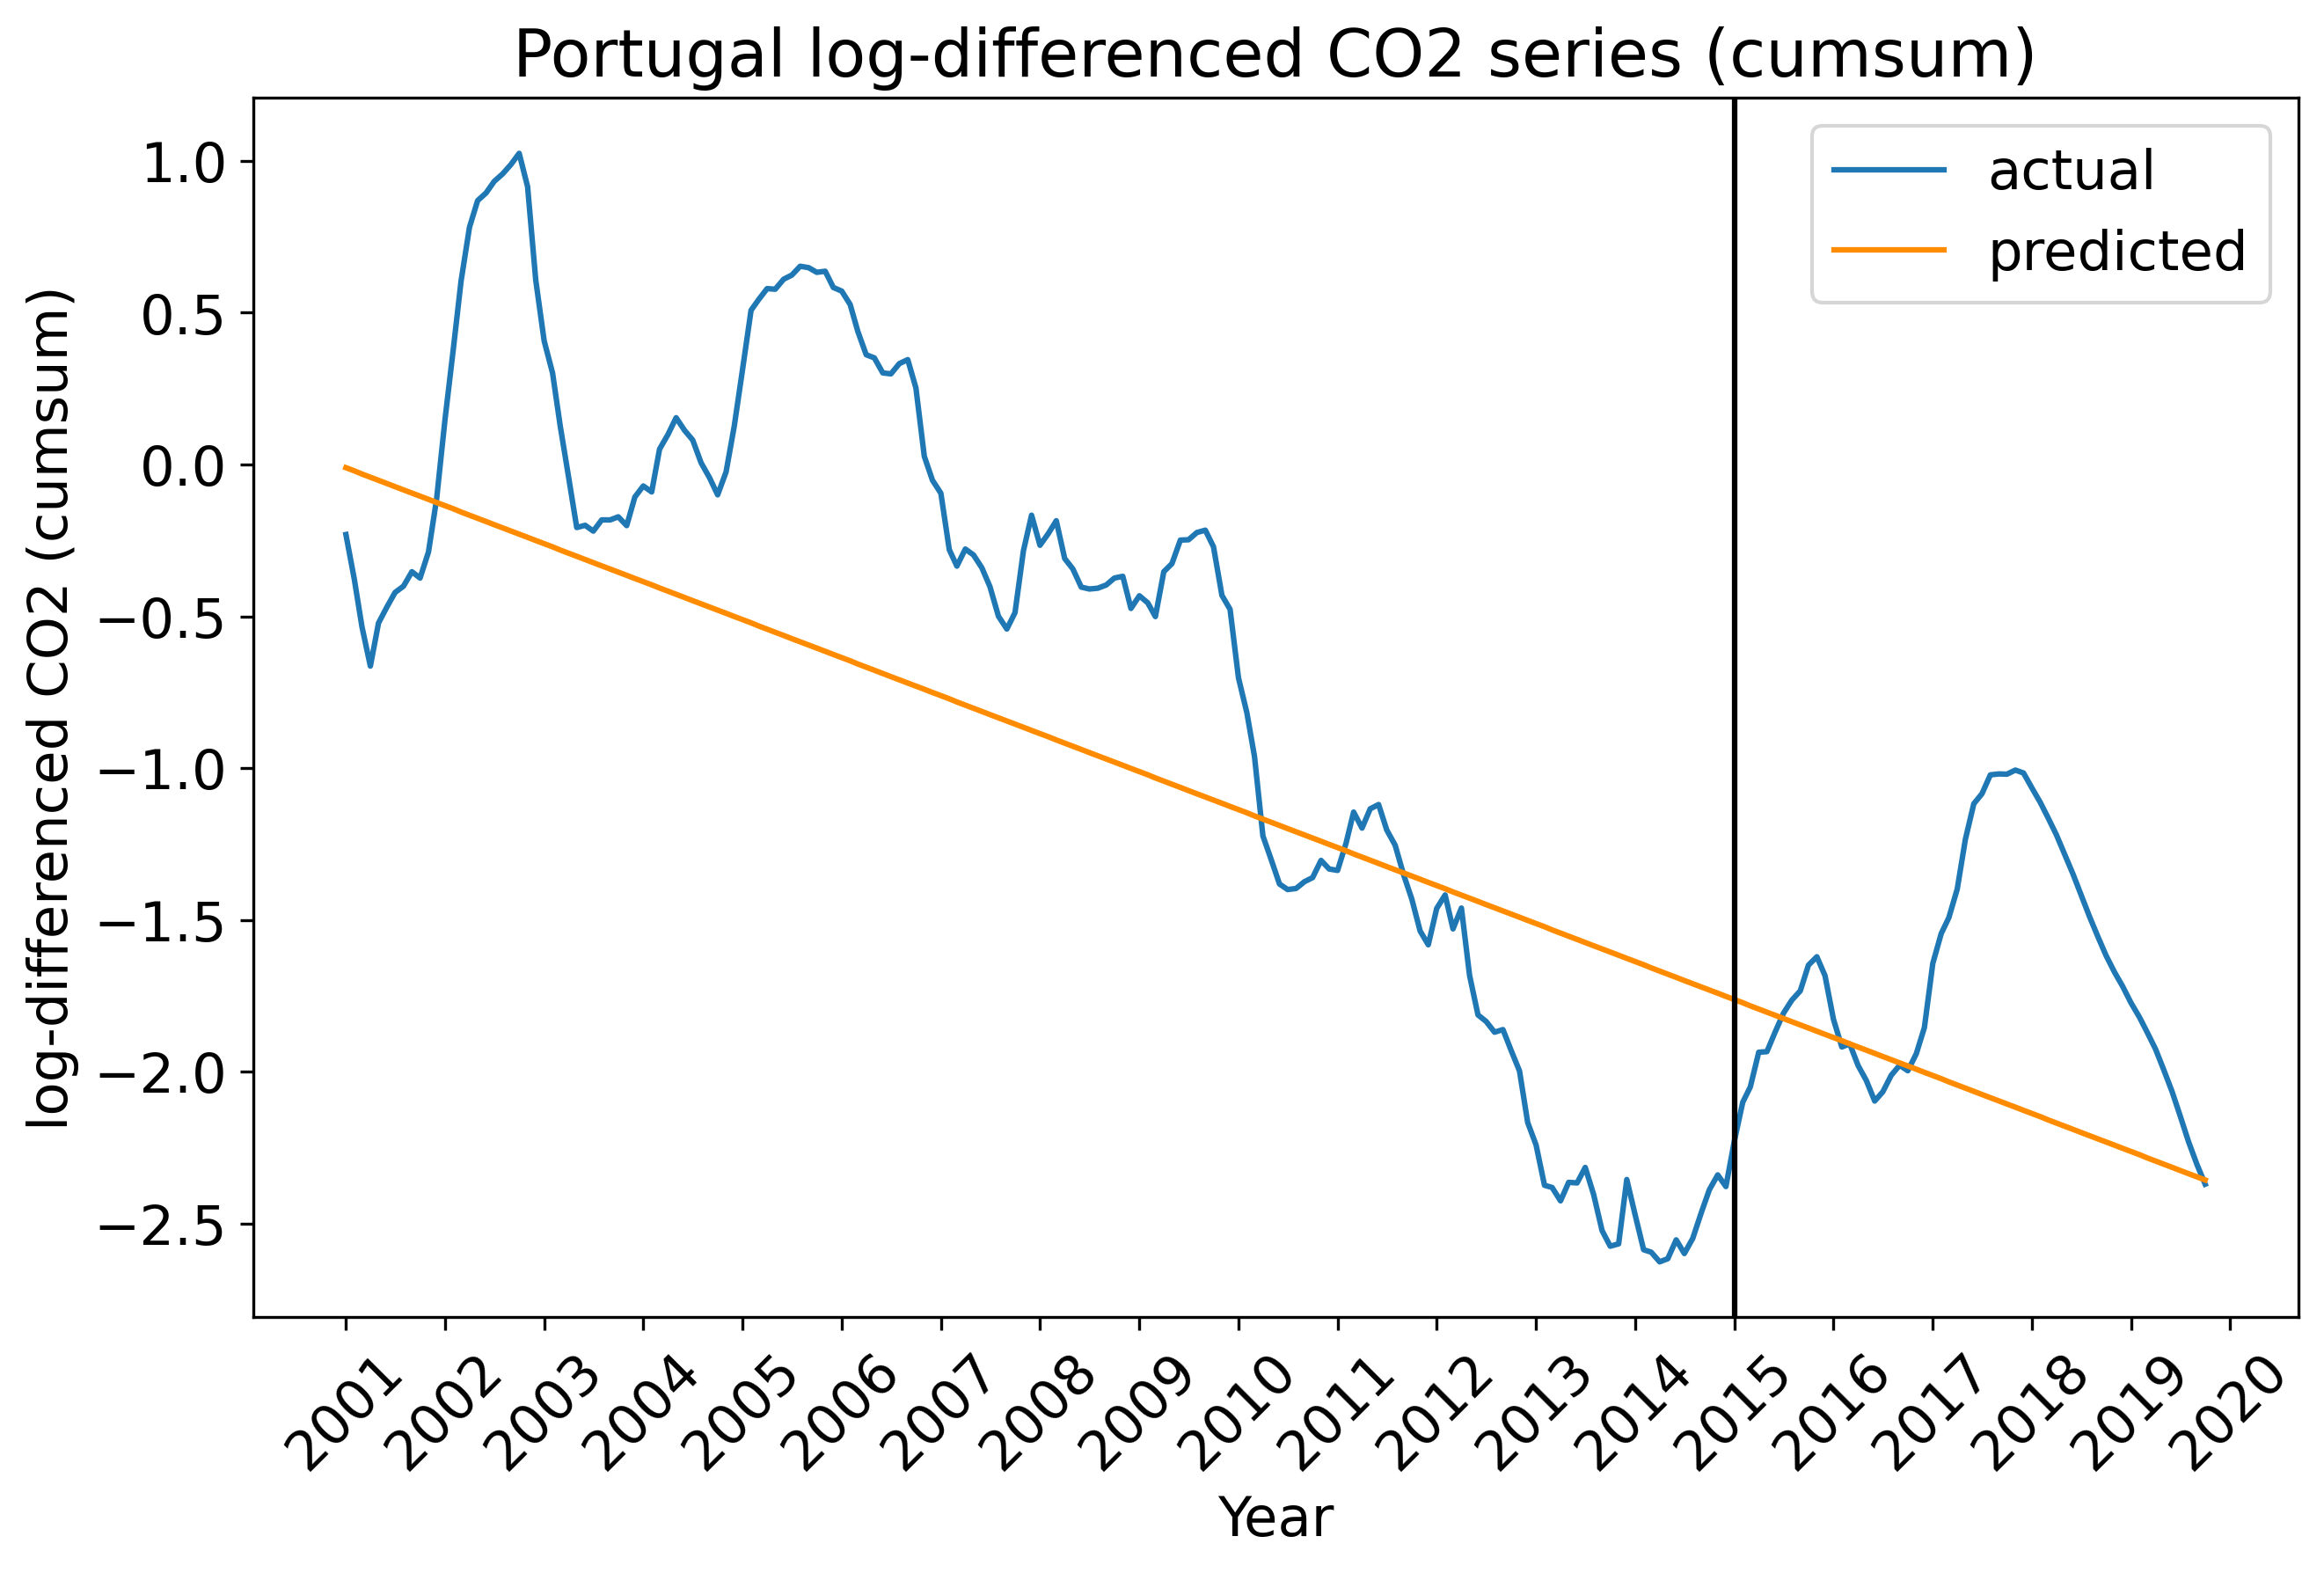 Portugal log-differenced CO2 series (cumsum)
actual
predicted
log-differenced CO2 (cumsum)
1.0
0.5
0.0
−0.5
−1.0
−1.5
−2.0
−2.5
2001 2002 2003 2004 2005 2006 2007 2008 2009 2010 2011 2012 2013 2014 2015 2016 2017 2018 2019 2020
Year